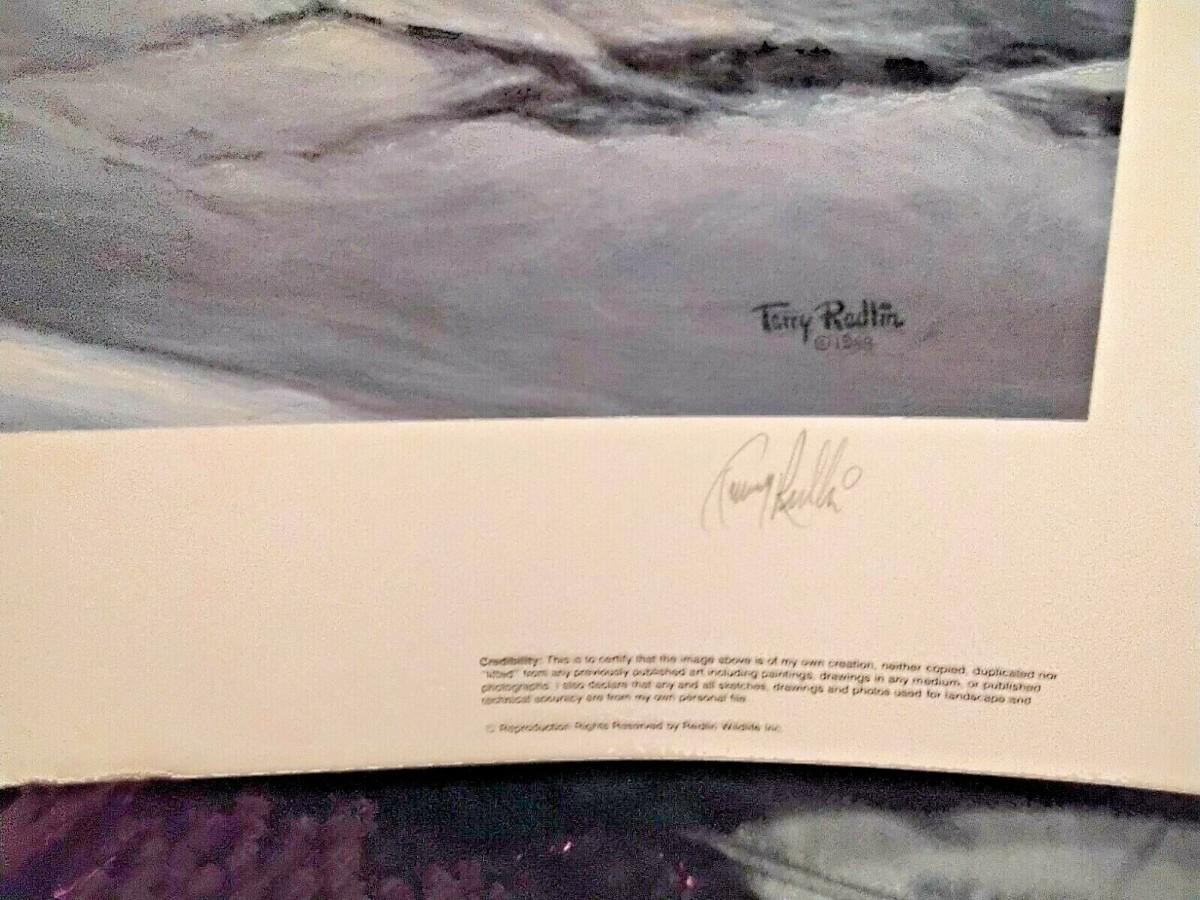 Terry Redlin
Terry Redlin
Credibility: This is to certify that the image above is of my own creation, neither copied, duplicated nor
"lifted" from any previously published art including paintings, drawings in any medium, or published
photographs. I also declare that any and all sketches, drawings and photos used for landscape and
technical accuracy are from my own personal file.
© Reproduction Rights Reserved by Redlin Wildlife Inc.